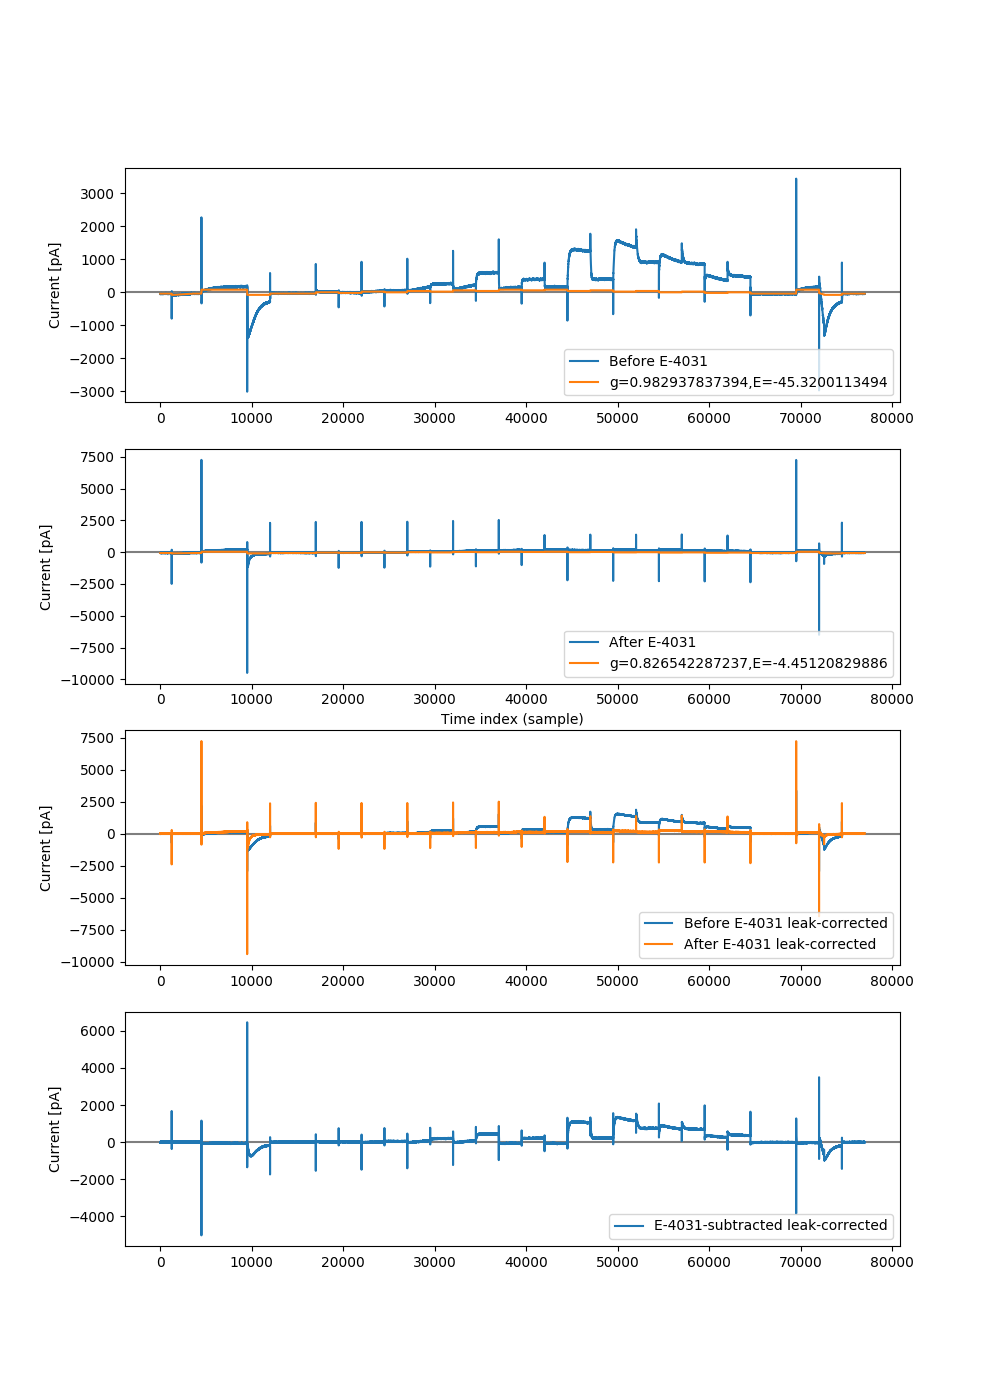 3000
2000
1000
0
−1000
−2000
−3000
Current [pA]
Before E-4031
g=0.982937837394,E=-45.3200113494
0 10000 20000 30000 40000 50000 60000 70000 80000
7500
5000
2500
0
−2500
−5000
−7500
−10000
Current [pA]
After E-4031
g=0.826542287237,E=-4.45120829886
0 10000 20000 30000 40000 50000 60000 70000 80000
Time index (sample)
7500
5000
2500
0
−2500
−5000
−7500
−10000
Current [pA]
Before E-4031 leak-corrected
After E-4031 leak-corrected
0 10000 20000 30000 40000 50000 60000 70000 80000
6000
4000
2000
0
−2000
−4000
Current [pA]
E-4031-subtracted leak-corrected
0 10000 20000 30000 40000 50000 60000 70000 80000